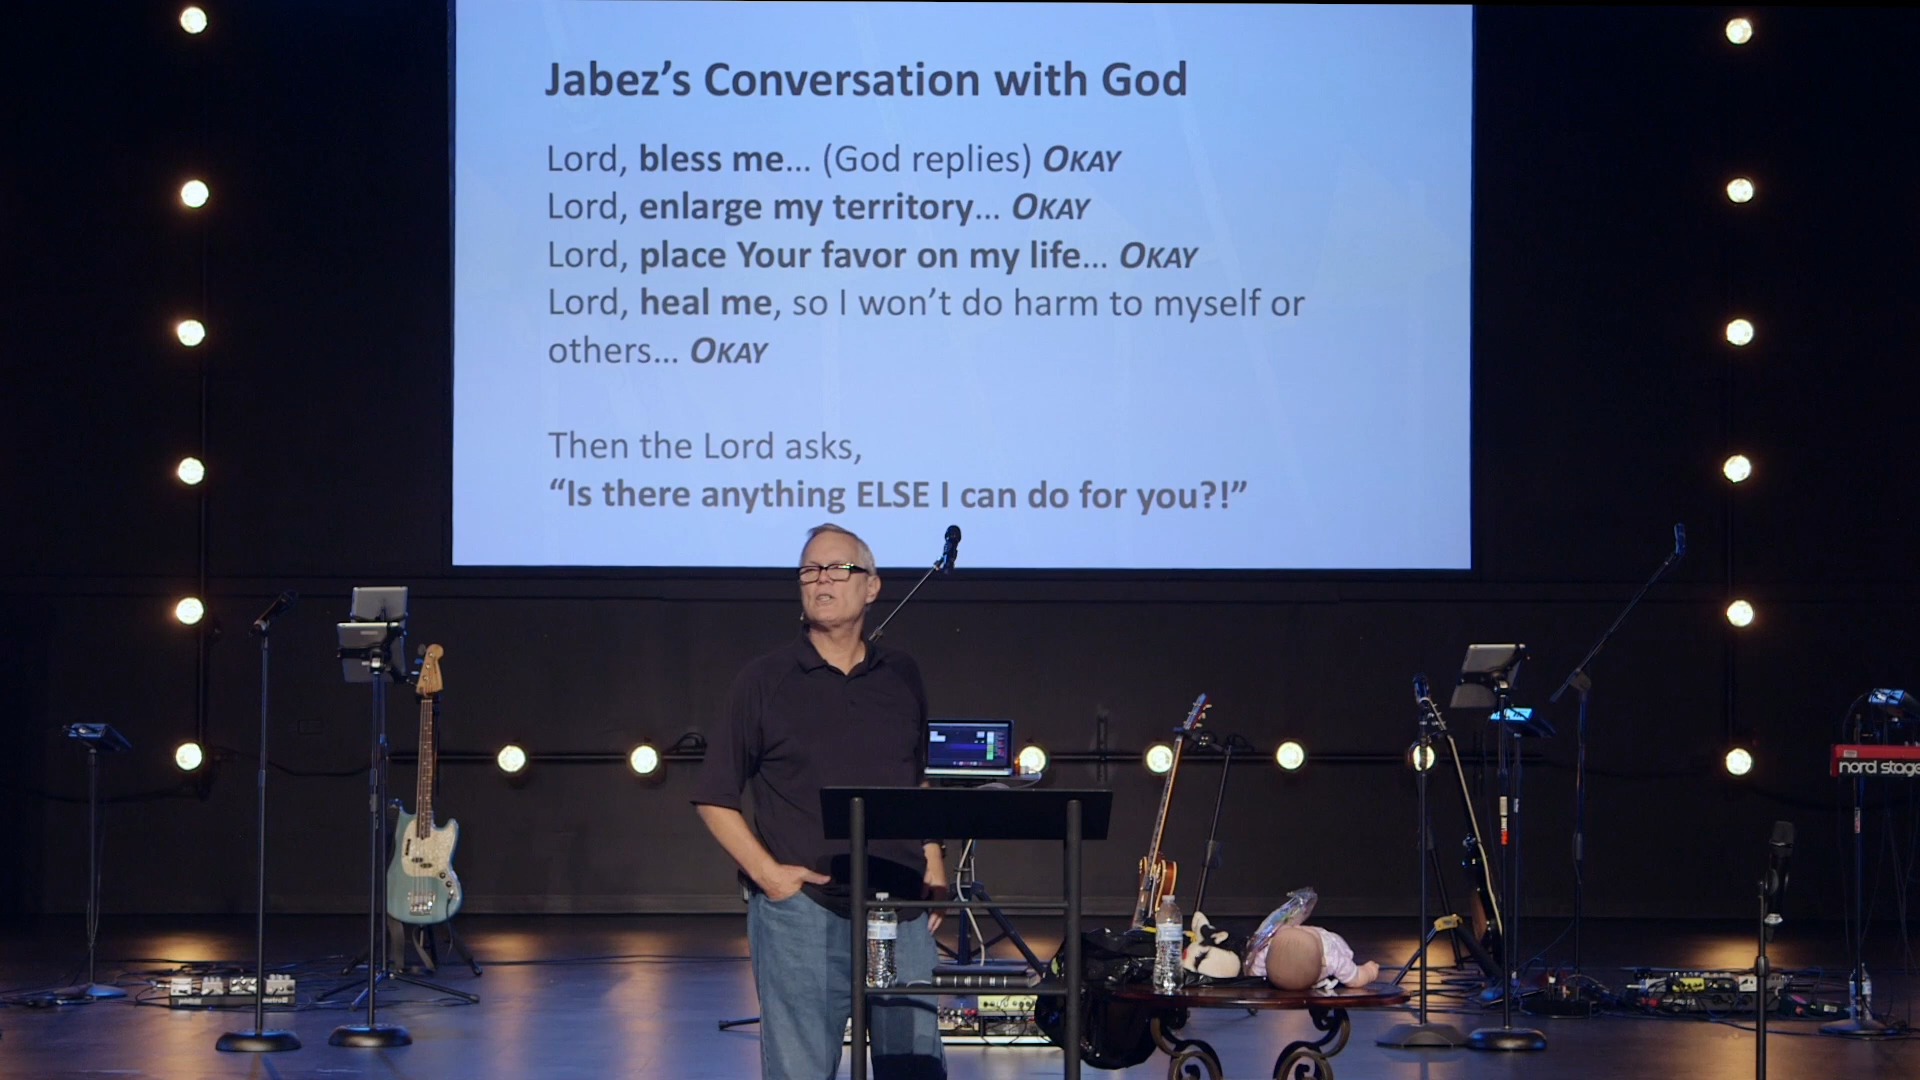 Jabez’s Conversation with God
Lord, bless me... (God replies) OKAY
Lord, enlarge my territory... OKAY
Lord, place Your favor on my life... OKAY
Lord, heal me, so I won’t do harm to myself or
others... OKAY
Then the Lord asks,
“Is there anything ELSE I can do for you?!”
nord stage